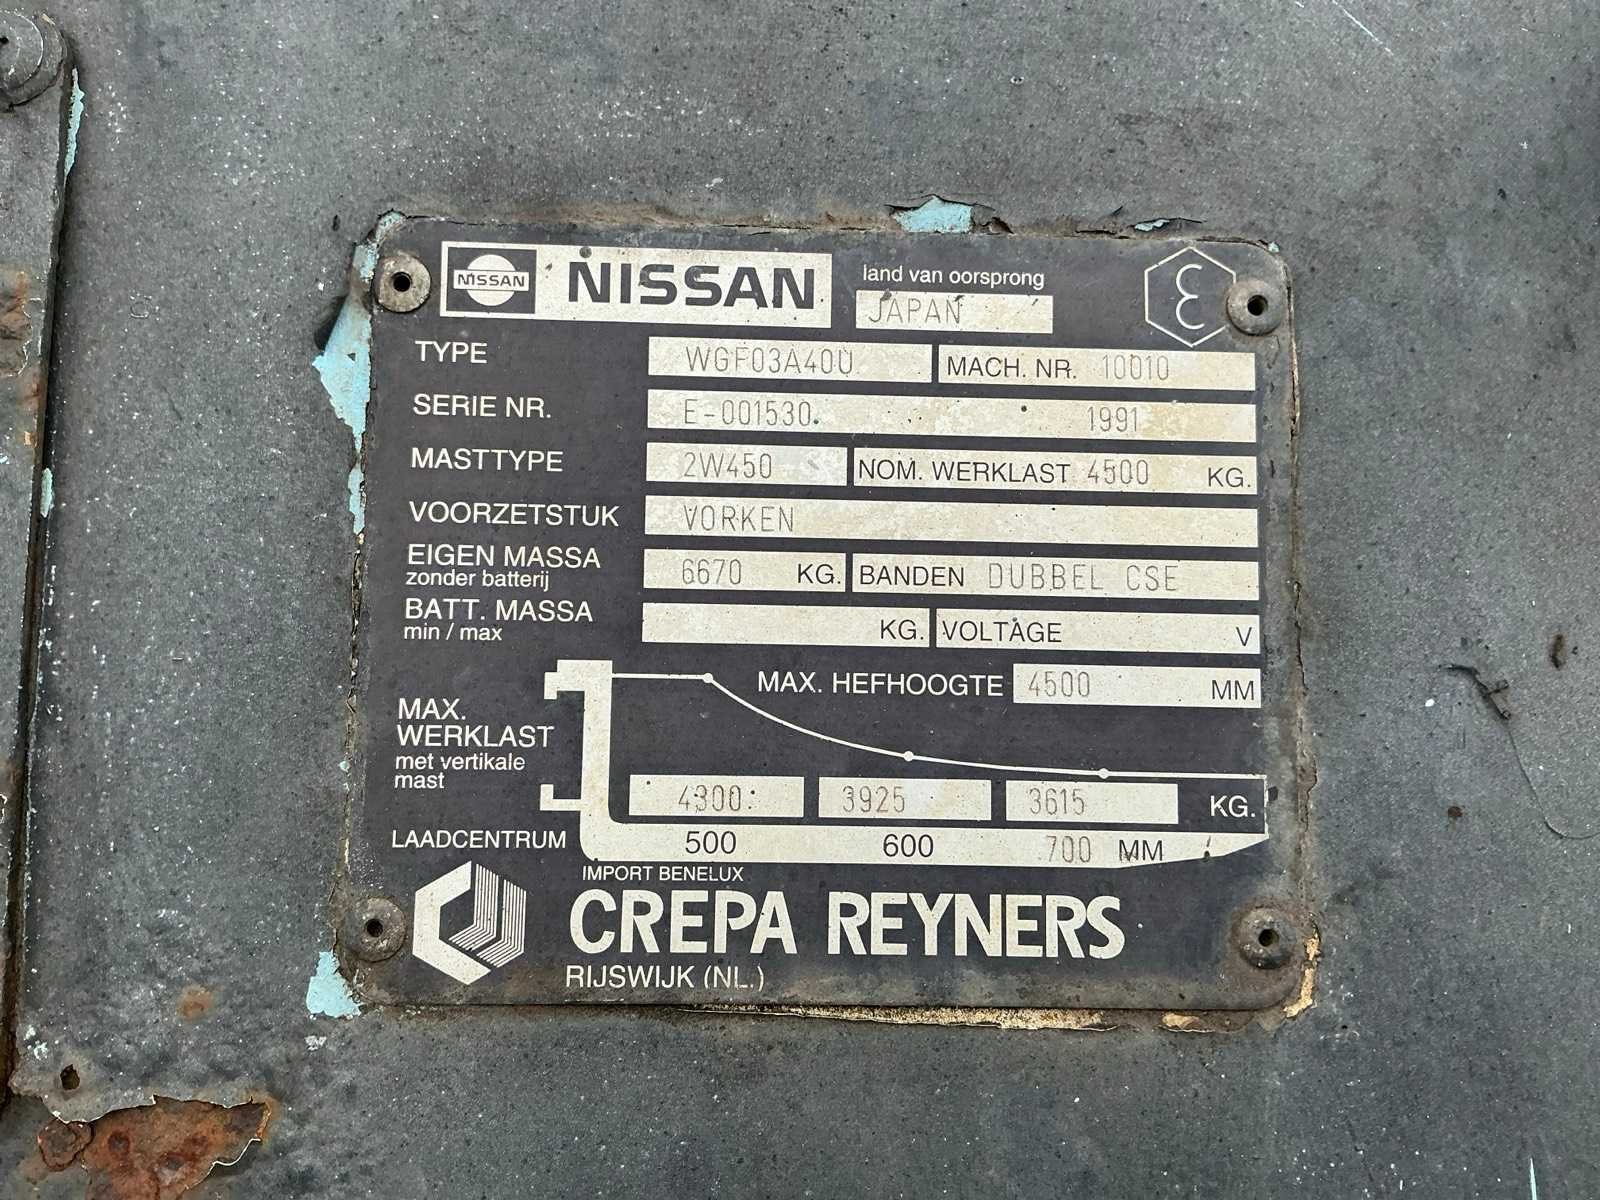 NISSAN NISSAN land van oorsprong
JAPAN
TYPE WGF03A40U MACH. NR. 10010
SERIE NR. E-001530 1991
MASTTYPE 2W450 NOM. WERKLAST 4500 KG.
VOORZETSTUK VORKEN
EIGEN MASSA 6670 KG. BANDEN DUBBEL CSE
zonder batterij
BATT. MASSA KG. VOLTAGE V
min / max
MAX. HEFHOOGTE 4500 MM
MAX.
WERKLAST
met vertikale
mast
4300 3925 3615 KG.
LAADCENTRUM 500 600 700 MM
IMPORT BENELUX
CREPA REYNERS
RIJSWIJK (NL.)